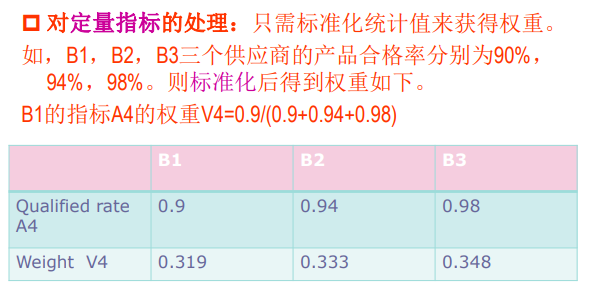 对定量指标的处理：只需标准化统计值来获得权重。
如，B1，B2，B3三个供应商的产品合格率分别为90%，
94%，98%。则标准化后得到权重如下。
B1的指标A4的权重V4=0.9/(0.9+0.94+0.98)
B1 B2 B3
Qualified rate 0.9 0.94 0.98
A4
Weight V4 0.319 0.333 0.348